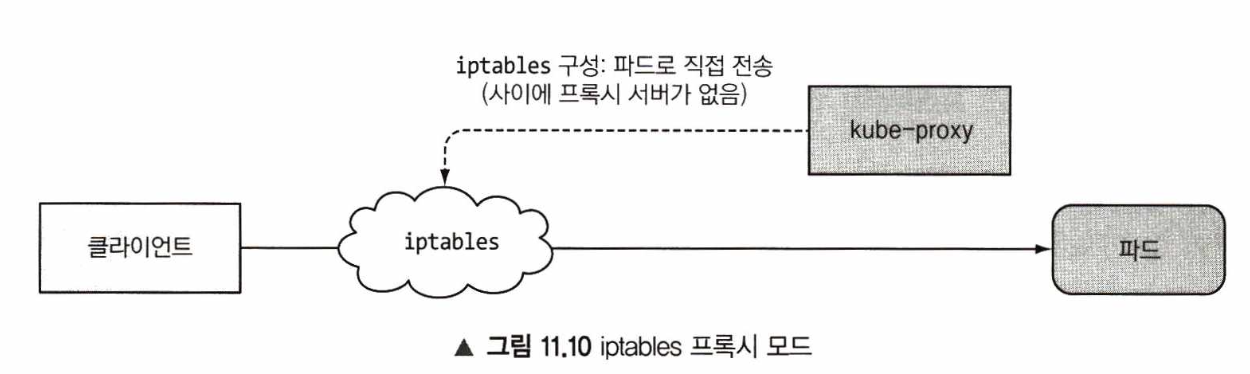 iptables 구성: 파드로 직접 전송
(사이에 프록시 서버가 없음)
kube-proxy
클라이언트
iptables
파드
▲ 그림 11.10 iptables 프록시 모드